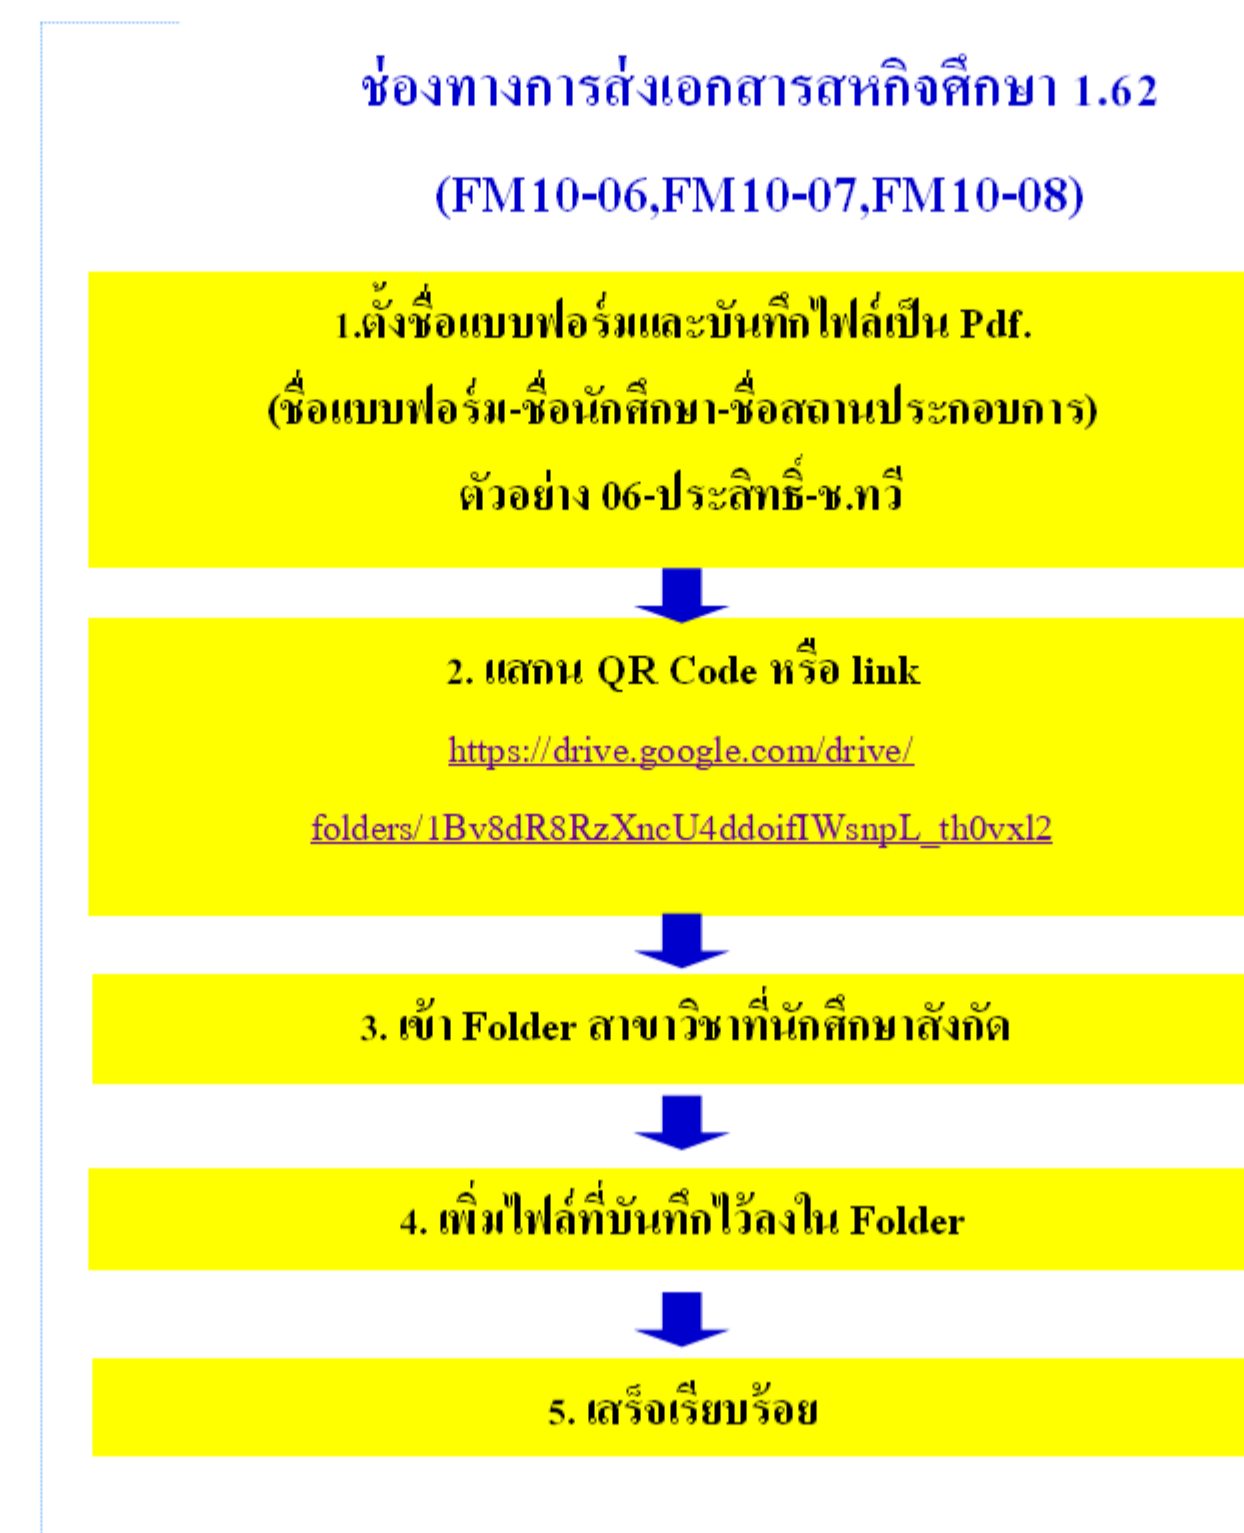 ช่องทางการส่งเอกสารสหกิจศึกษา 1.62
(FM10-06,FM10-07,FM10-08)
1.ตั้งชื่อแบบฟอร์มและบันทึกไฟล์เป็น Pdf.
(ชื่อแบบฟอร์ม-ชื่อนักศึกษา-ชื่อสถานประกอบการ)
ตัวอย่าง 06-ประสิทธิ์-ช.ทวี
2. แสกน QR Code หรือ link
https://drive.google.com/drive/
folders/1Bv8dR8RzXncU4ddoifIWsnpL_th0vxl2
3. เข้า Folder สาขาวิชาที่นักศึกษาสังกัด
4. เพิ่มไฟล์ที่บันทึกไว้ลงใน Folder
5. เสร็จเรียบร้อย